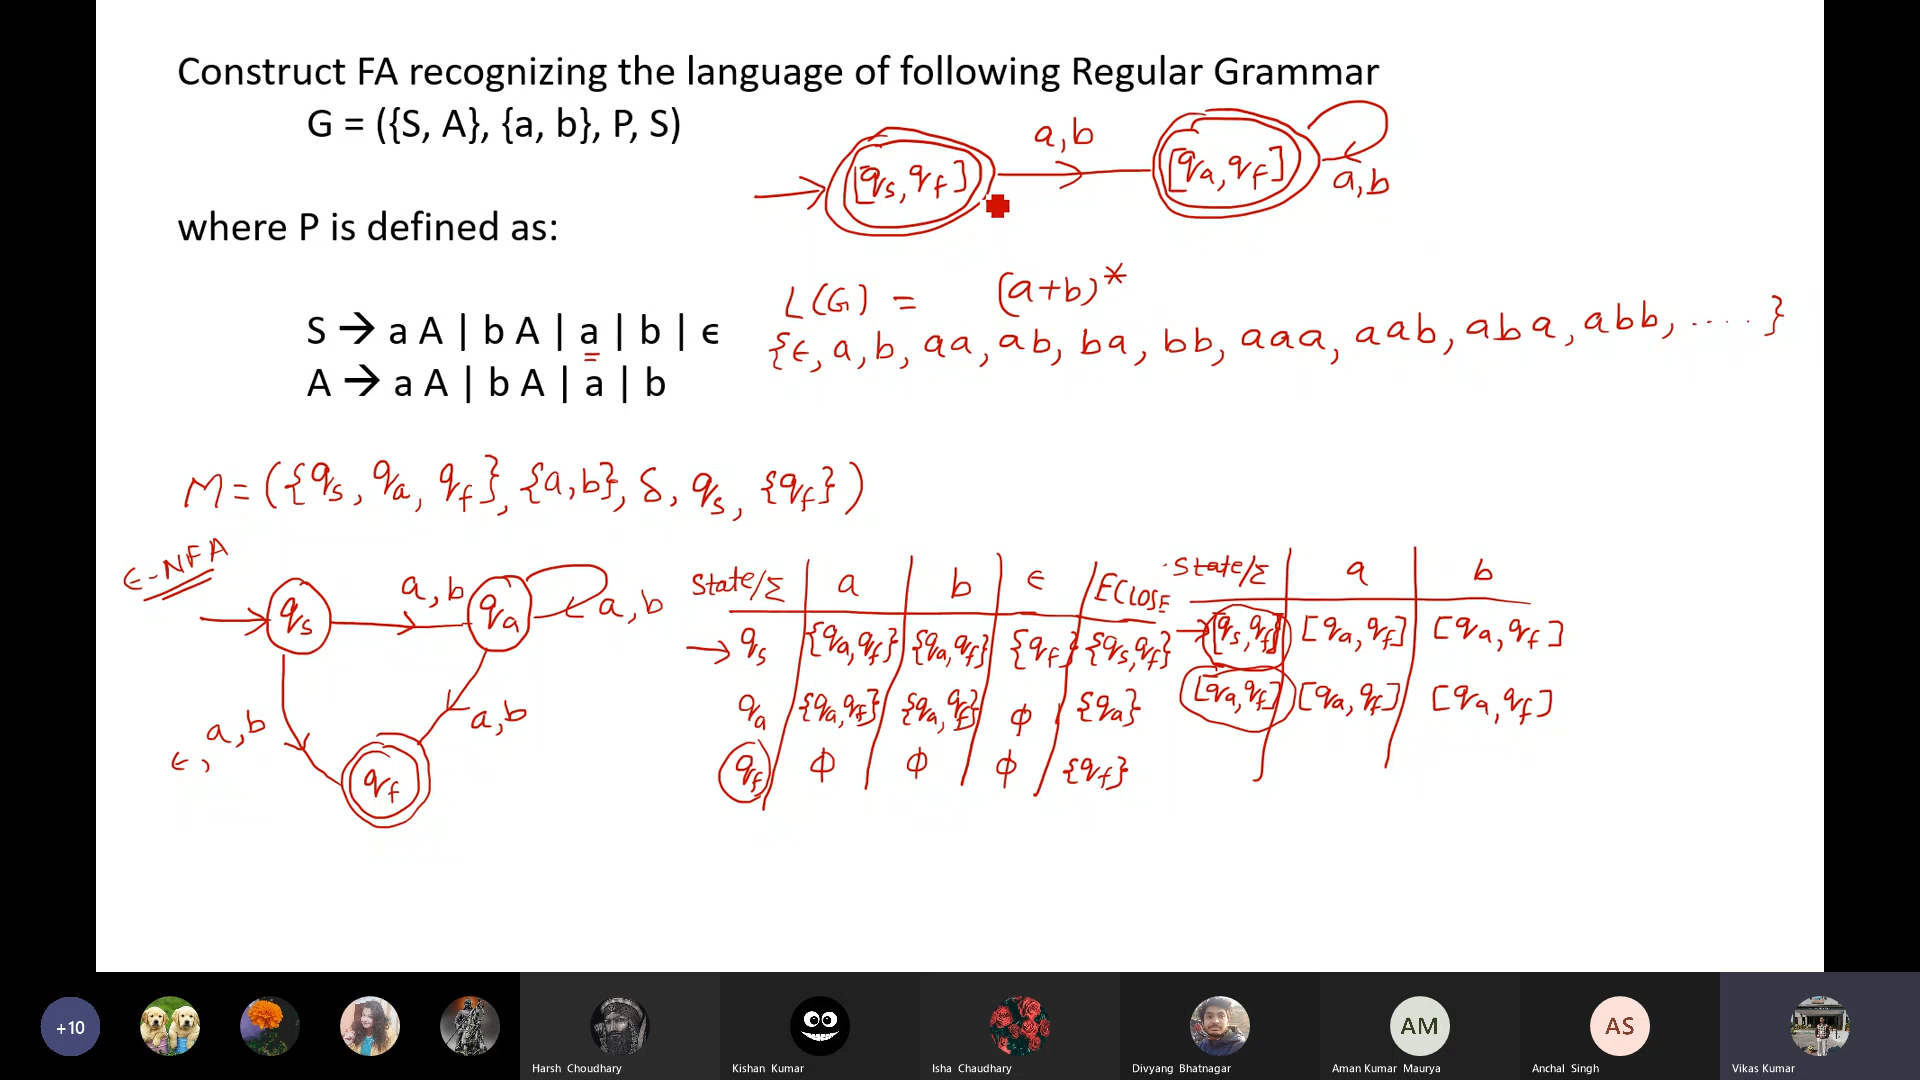 Construct FA recognizing the language of following Regular Grammar
G = ({S, A}, {a, b}, P, S)
[qs, qf] a,b [qa, qf] a,b
where P is defined as:
L(G) = (a+b)*
{ϵ, a, b, aa, ab, ba, bb, aaa, aab, aba, abb, ..... }
S → a A | b A | a | b | ϵ
A → a A | b A | a | b
M = ({qs, qa, qf}, {a,b}, δ, qs, {qf})
ϵ-NFA
qs a,b qa a,b
ϵ, a,b
a,b
qf
State/Σ a b ϵ ECLOSE
→ qs {qa,qf} {qa,qf} {qf} {qs,qf}
qa {qa,qf} {qa,qf} ϕ {qa}
qf ϕ ϕ ϕ {qf}
State/Σ a b
→ [qs,qf] [qa,qf] [qa,qf]
[qa,qf] [qa,qf] [qa,qf]
+10
AM
AS
Harsh Choudhary
Kishan Kumar
Isha Chaudhary
Divyang Bhatnagar
Aman Kumar Maurya
Anchal Singh
Vikas Kumar